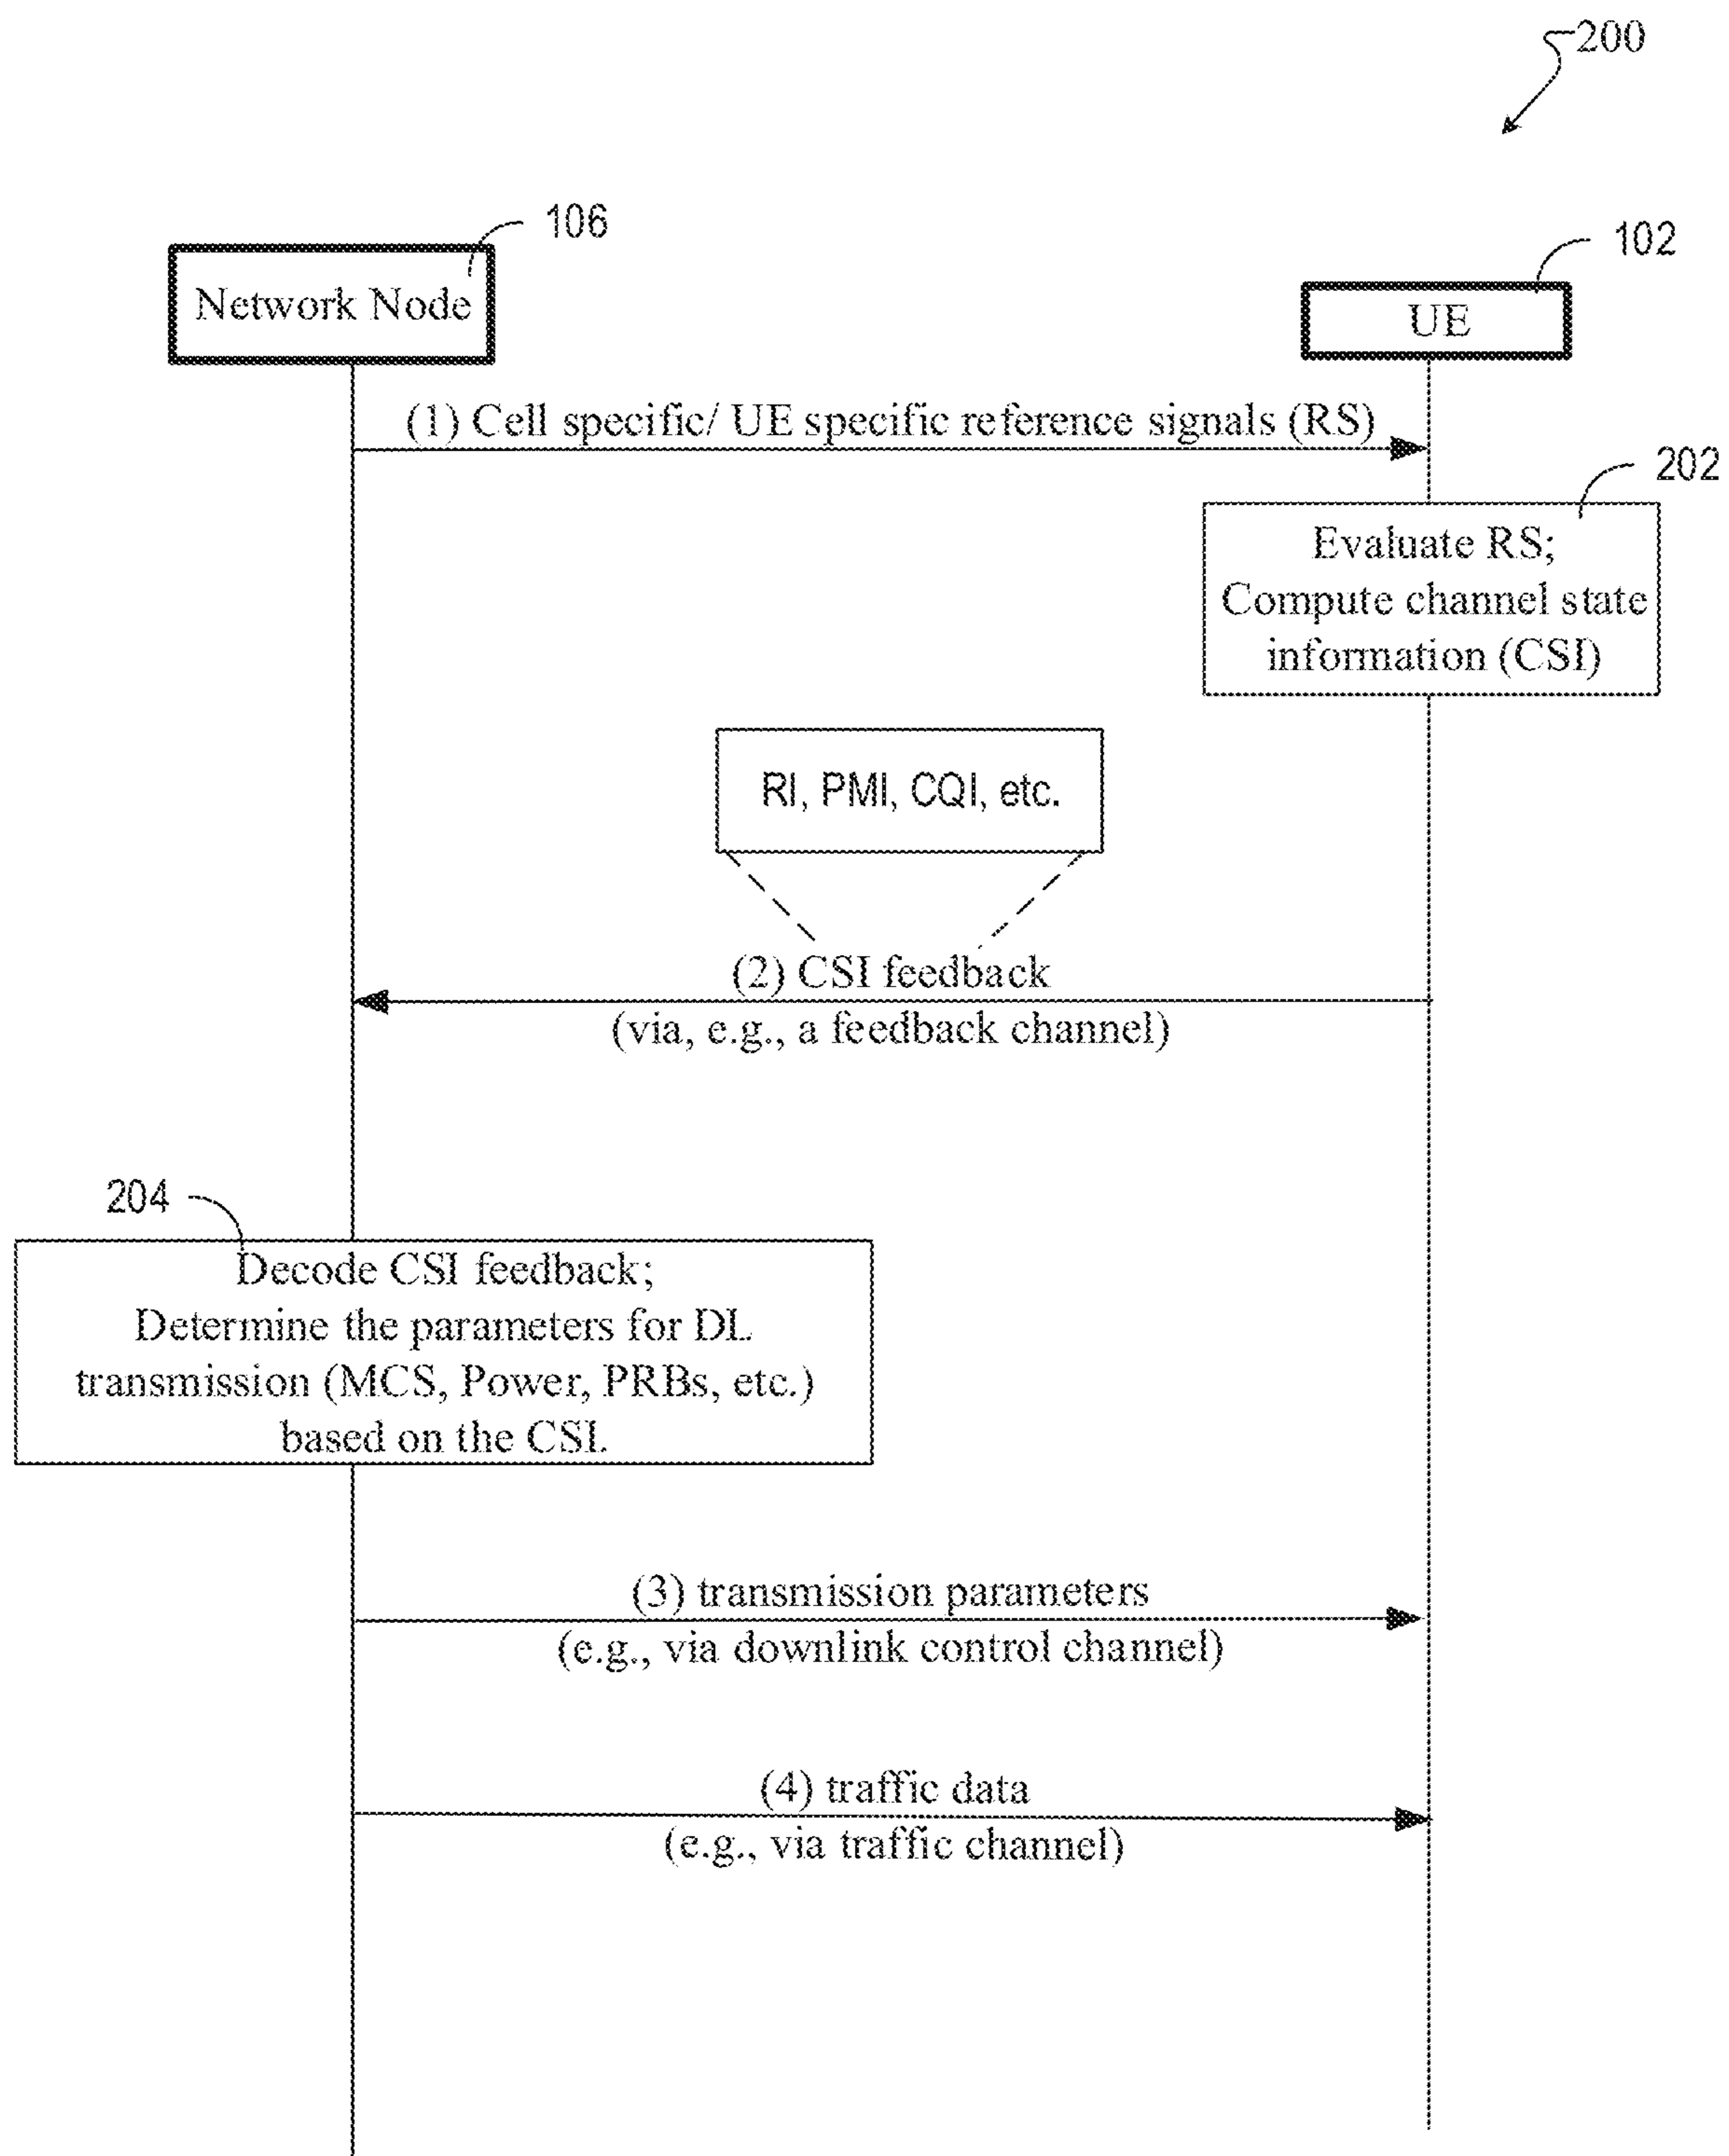 200
106
Network Node
102
UE
(1) Cell specific/ UE specific reference signals (RS)
202
Evaluate RS;
Compute channel state
information (CSI)
RI, PMI, CQI, etc.
(2) CSI feedback
(via, e.g., a feedback channel)
204
Decode CSI feedback;
Determine the parameters for DL
transmission (MCS, Power, PRBs, etc.)
based on the CSI.
(3) transmission parameters
(e.g., via downlink control channel)
(4) traffic data
(e.g., via traffic channel)